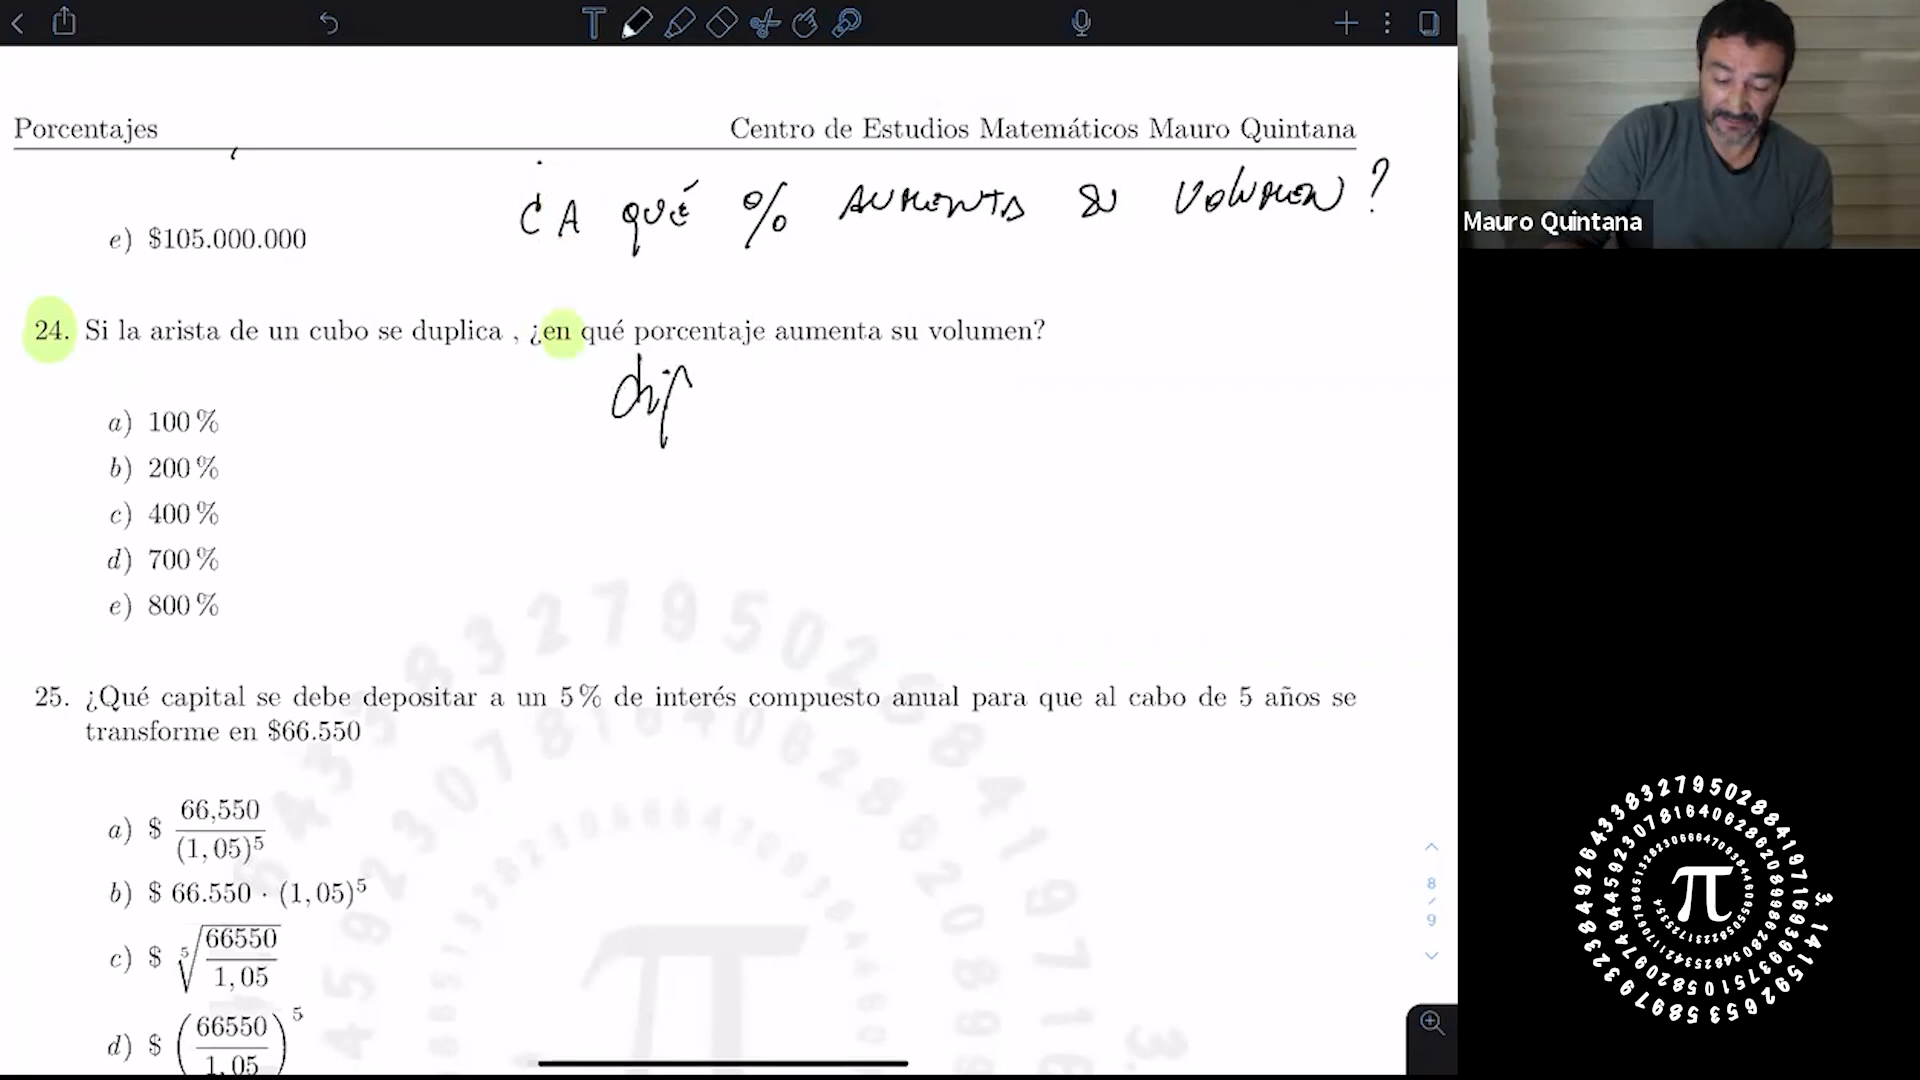 Porcentajes Centro de Estudios Matemáticos Mauro Quintana
¿A QUÉ % AUMENTA SU VOLUMEN?
e) $105.000.000
24. Si la arista de un cubo se duplica , ¿en qué porcentaje aumenta su volumen?
dif
a) 100 %
b) 200 %
c) 400 %
d) 700 %
e) 800 %
25. ¿Qué capital se debe depositar a un 5 % de interés compuesto anual para que al cabo de 5 años se
transforme en $66.550
a) $ 66,550 / (1, 05)^5
b) $ 66.550 · (1, 05)^5
c) $ ⁵√(66550 / 1, 05)
d) $ (66550 / 1, 05)^5
8 / 9
Mauro Quintana
π